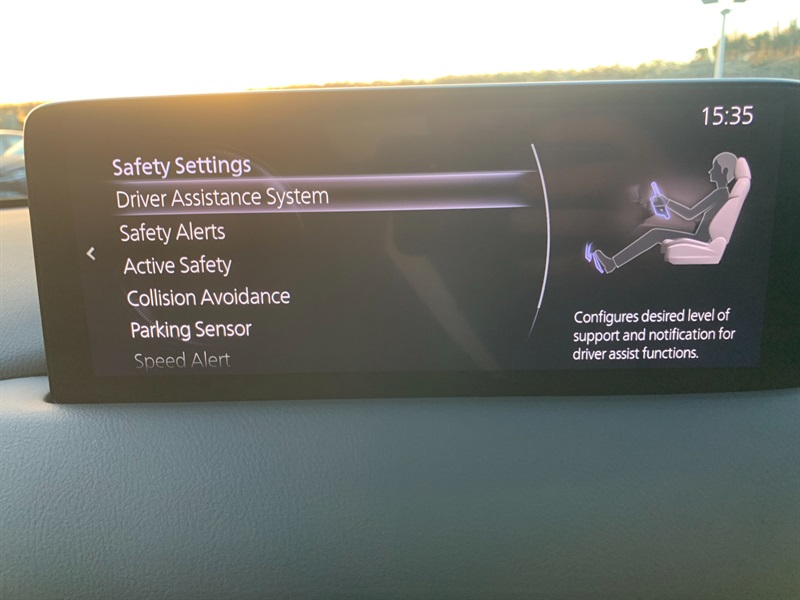 15:35
Safety Settings
Driver Assistance System
Safety Alerts
Active Safety
Collision Avoidance
Parking Sensor
Speed Alert
Configures desired level of
support and notification for
driver assist functions.